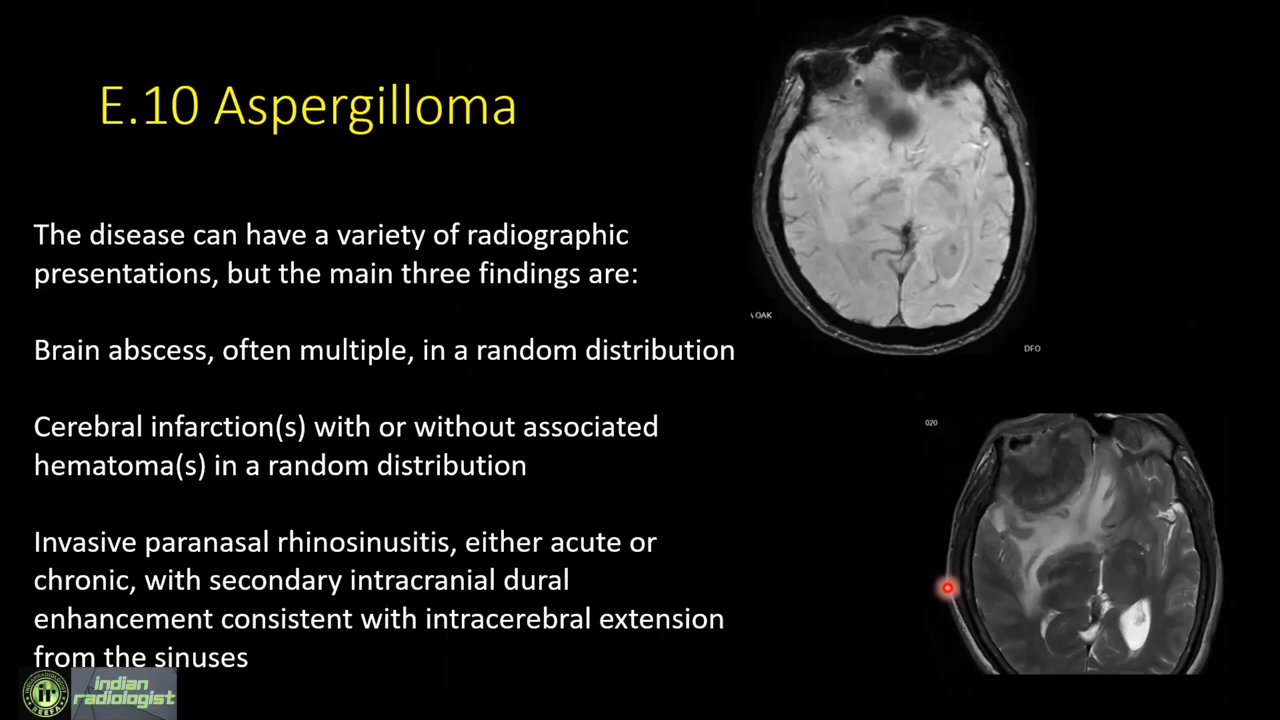 E.10 Aspergilloma
The disease can have a variety of radiographic
presentations, but the main three findings are:
Brain abscess, often multiple, in a random distribution
Cerebral infarction(s) with or without associated
hematoma(s) in a random distribution
Invasive paranasal rhinosinusitis, either acute or
chronic, with secondary intracranial dural
enhancement consistent with intracerebral extension
from the sinuses
A OAK
DFO
020
ir
indian
radiologist